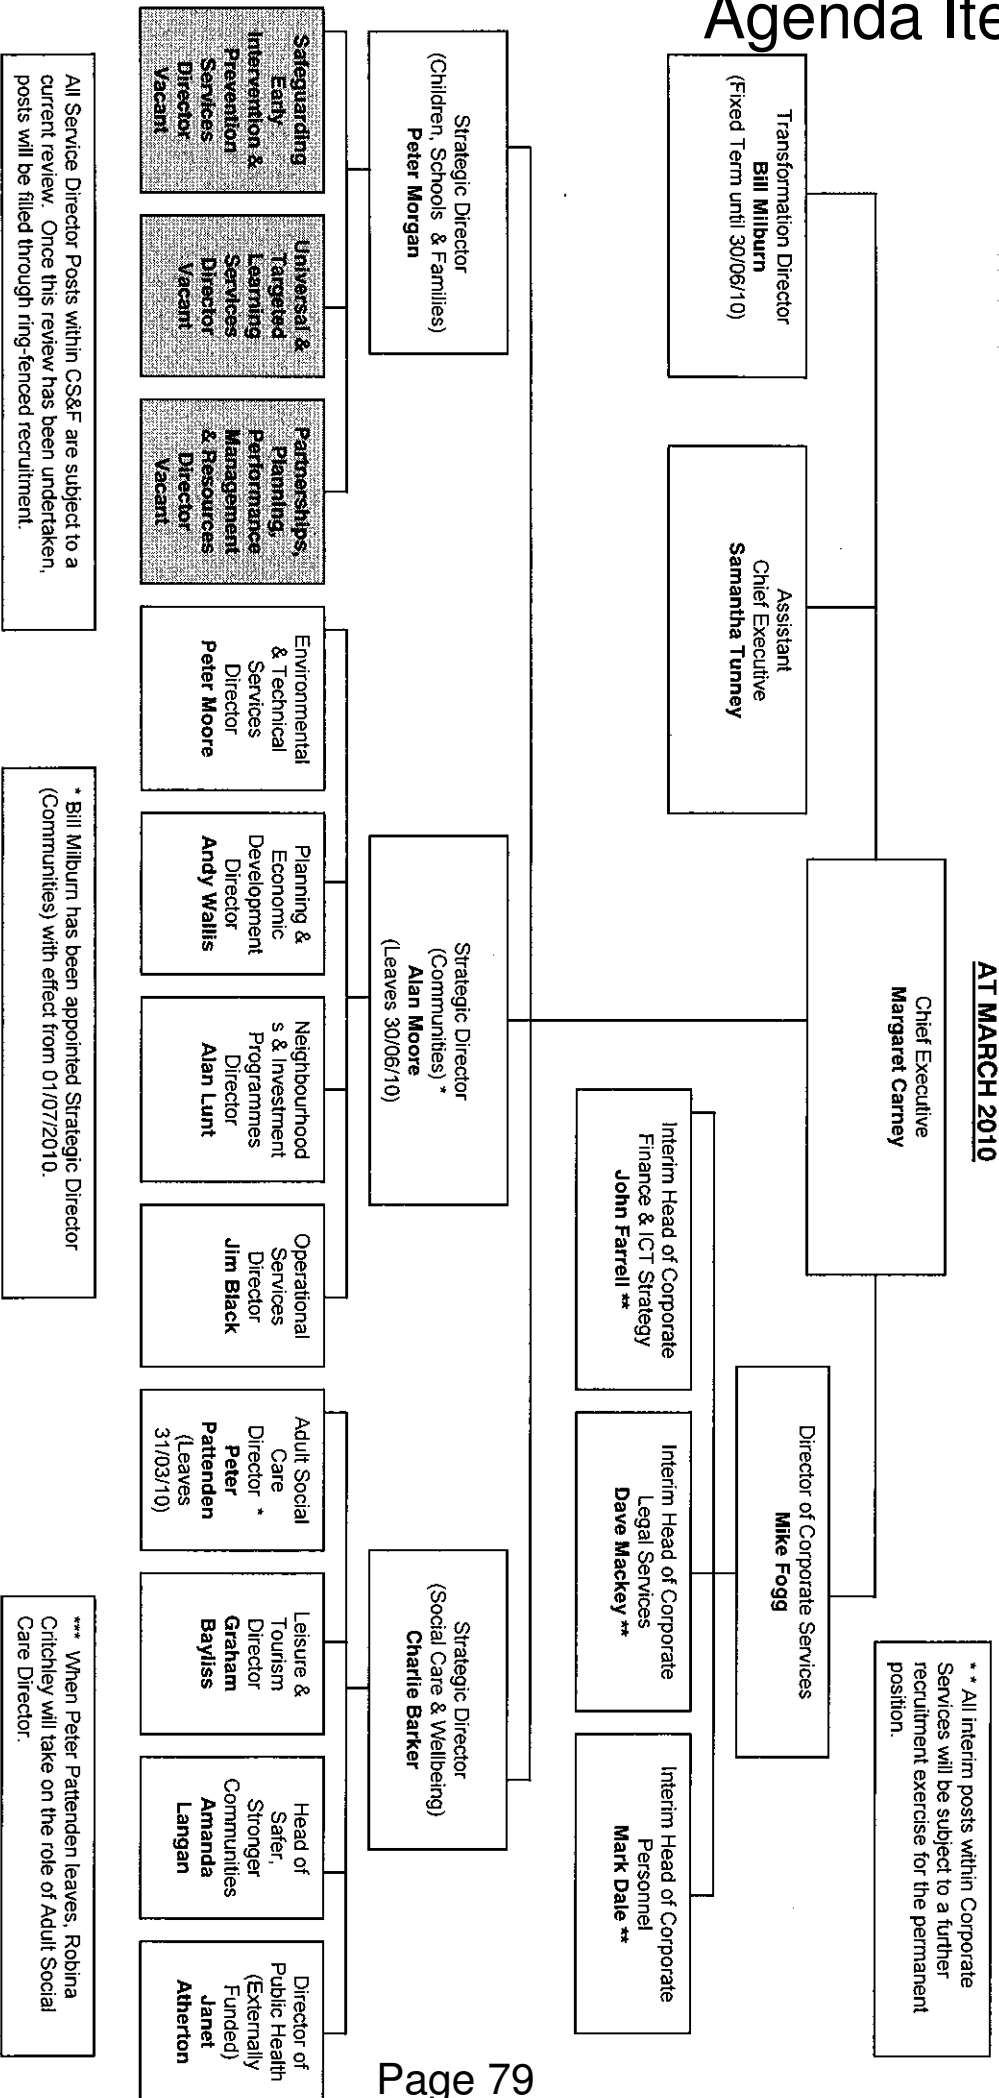 Agenda Ite
AT MARCH 2010
Chief Executive
Margaret Carney
* * All interim posts within Corporate
Services will be subject to a further
recruitment exercise for the permanent
position.
Transformation Director
Bill Milburn
(Fixed Term until 30/06/10)
Assistant
Chief Executive
Samantha Tunney
Director of Corporate Services
Mike Fogg
Interim Head of Corporate
Finance & ICT Strategy
John Farrell **
Interim Head of Corporate
Legal Services
Dave Mackey **
Interim Head of Corporate
Personnel
Mark Dale **
Strategic Director
(Children, Schools & Families)
Peter Morgan
Strategic Director
(Communities) *
Alan Moore
(Leaves 30/06/10)
Strategic Director
(Social Care & Wellbeing)
Charlie Barker
Safeguarding
Early
Intervention &
Prevention
Services
Director
Vacant
Universal &
Targeted
Learning
Services
Director
Vacant
Partnerships,
Planning,
Performance
Management
& Resources
Director
Vacant
Environmental
& Technical
Services
Director
Peter Moore
Planning &
Economic
Development
Director
Andy Wallis
Neighbourhood
s & Investment
Programmes
Director
Alan Lunt
Operational
Services
Director
Jim Black
Adult Social
Care
Director *
Peter
Pattenden
(Leaves
31/03/10)
Leisure &
Tourism
Director
Graham
Bayliss
Head of
Safer,
Stronger
Communities
Amanda
Langan
Director of
Public Health
(Externally
Funded)
Janet
Atherton
All Service Director Posts within CS&F are subject to a
current review. Once this review has been undertaken,
posts will be filled through ring-fenced recruitment.
* Bill Milburn has been appointed Strategic Director
(Communities) with effect from 01/07/2010.
*** When Peter Pattenden leaves, Robina
Critchley will take on the role of Adult Social
Care Director.
Page 79